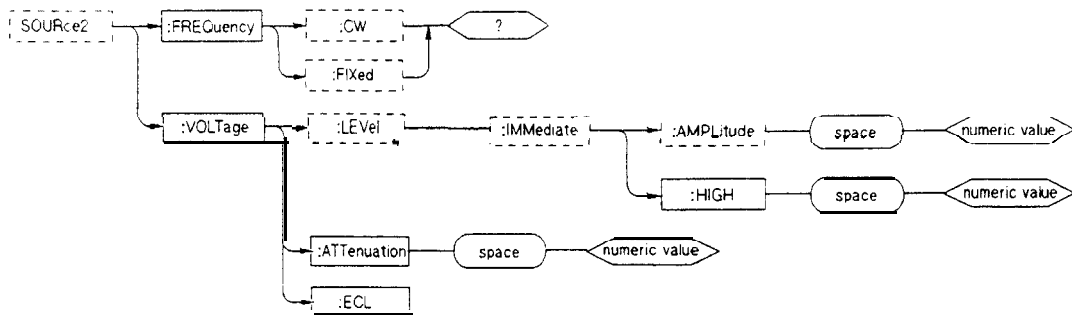 SOURce2 :FREQuency :CW ?
:FIXed
:VOLTage :LEVel :IMMediate :AMPLitude space numeric value
:HIGH space numeric value
:ATTenuation space numeric value
:ECL